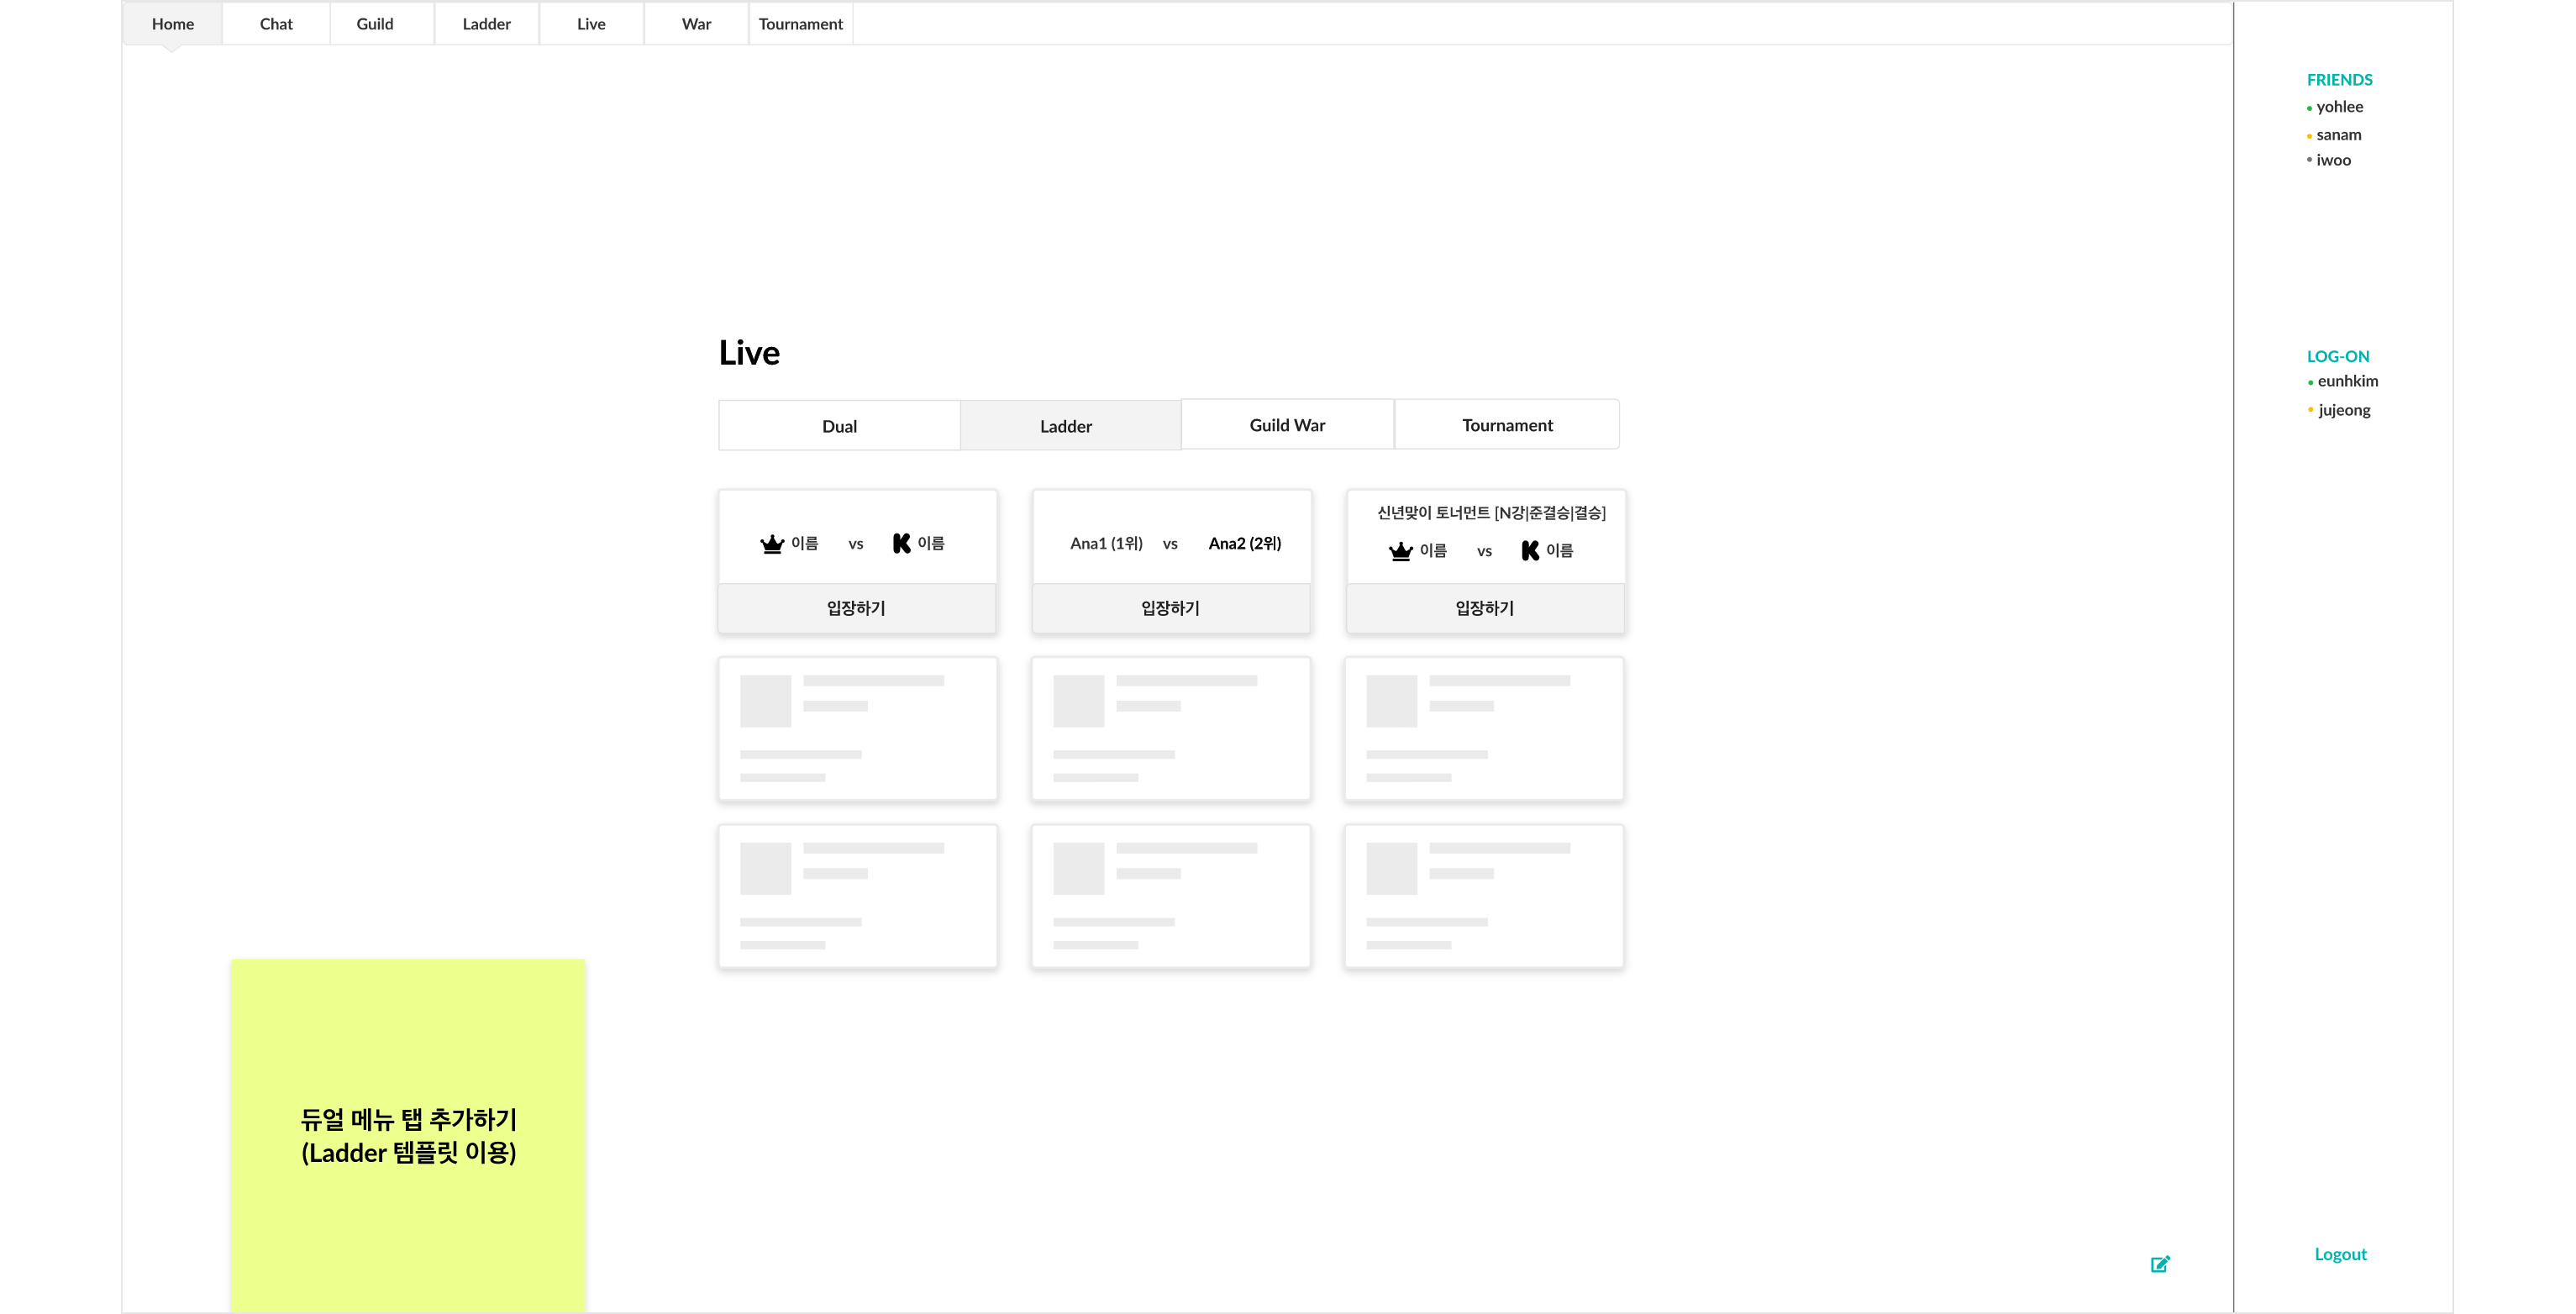 Home Chat Guild Ladder Live War Tournament
FRIENDS
yohlee
sanam
iwoo
LOG-ON
eunhkim
jujeong
Live
Dual Ladder Guild War Tournament
이름 vs 이름
입장하기
Ana1 (1위) vs Ana2 (2위)
입장하기
신년맞이 토너먼트 [N강|준결승|결승]
이름 vs 이름
입장하기
듀얼 메뉴 탭 추가하기
(Ladder 템플릿 이용)
Logout